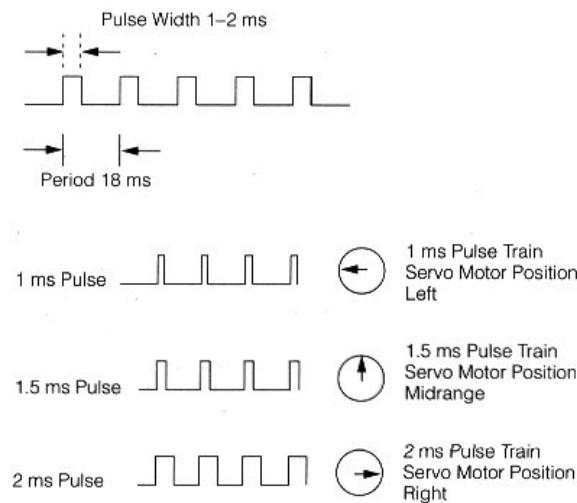 Pulse Width 1–2 ms
Period 18 ms
1 ms Pulse
1 ms Pulse Train
Servo Motor Position
Left
1.5 ms Pulse
1.5 ms Pulse Train
Servo Motor Position
Midrange
2 ms Pulse
2 ms Pulse Train
Servo Motor Position
Right